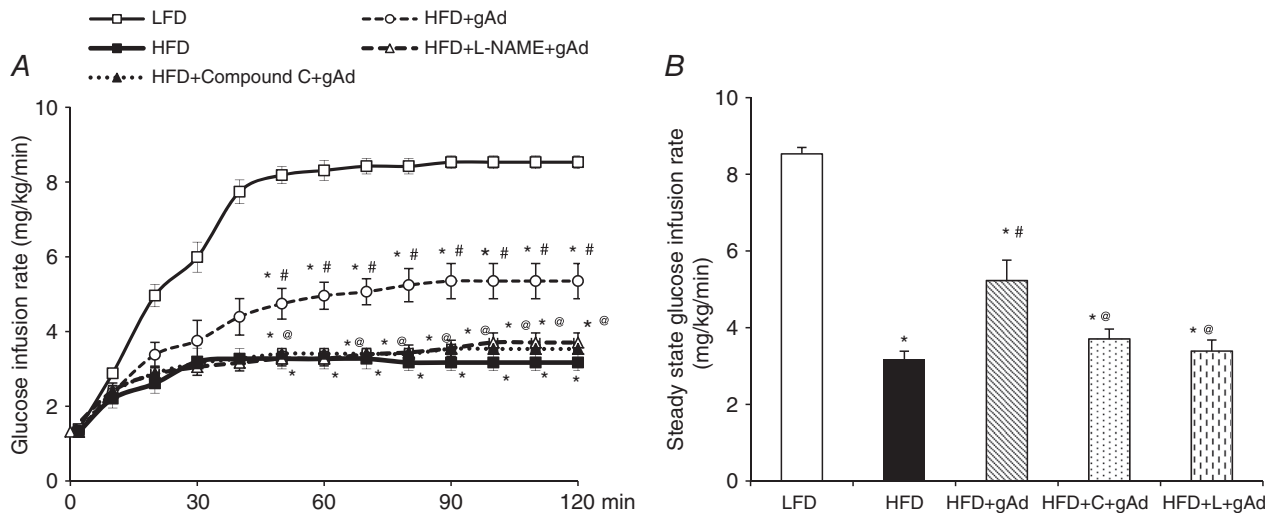 LFD
HFD+gAd
HFD
HFD+L-NAME+gAd
HFD+Compound C+gAd
A
Glucose infusion rate (mg/kg/min)
10
8
6
4
2
0
* # * # * # * # * # * # * # * #
* @ * @ * @ * @ * @ * @ * @ * @
* * * * * * * *
0 30 60 90 120 min
B
Steady state glucose infusion rate
(mg/kg/min)
10
8
6
4
2
0
* #
* @
* @
*
LFD HFD HFD+gAd HFD+C+gAd HFD+L+gAd